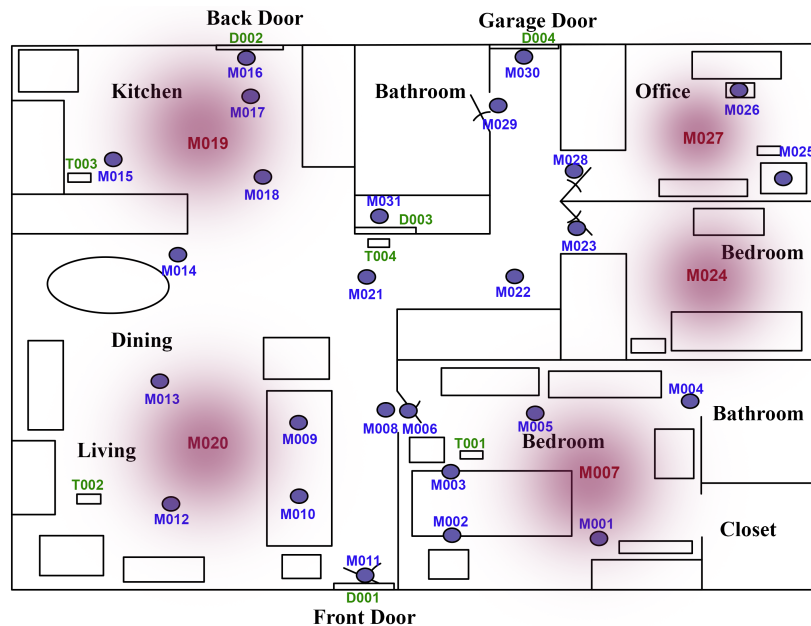 Back Door
Garage Door
D002
D004
M016
M030
Kitchen
M017
Bathroom
Office
M026
M029
M019
M027
T003
M015
M028
M025
M018
M031
D003
M023
M014
T004
Bedroom
M021
M022
M024
Dining
M013
M004
M008
M006
M005
Bathroom
M009
Bedroom
M020
Living
T001
M007
M003
T002
M012
M010
M002
M001
Closet
M011
D001
Front Door